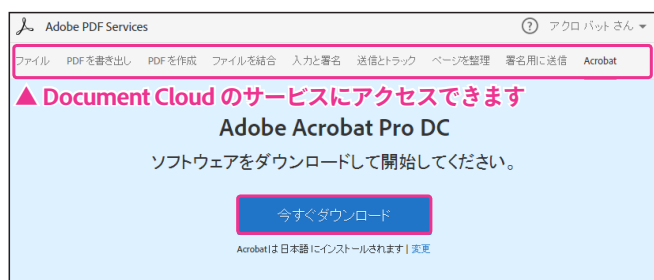 Adobe PDF Services ? アクロ バット さん
ファイル PDF を書き出し PDF を作成 ファイルを結合 入力と署名 送信とトラック ページを整理 署名用に送信 Acrobat
▲ Document Cloud のサービスにアクセスできます
Adobe Acrobat Pro DC
ソフトウェアをダウンロードして開始してください。
今すぐダウンロード
Acrobatは 日本語 にインストールされます | 変更